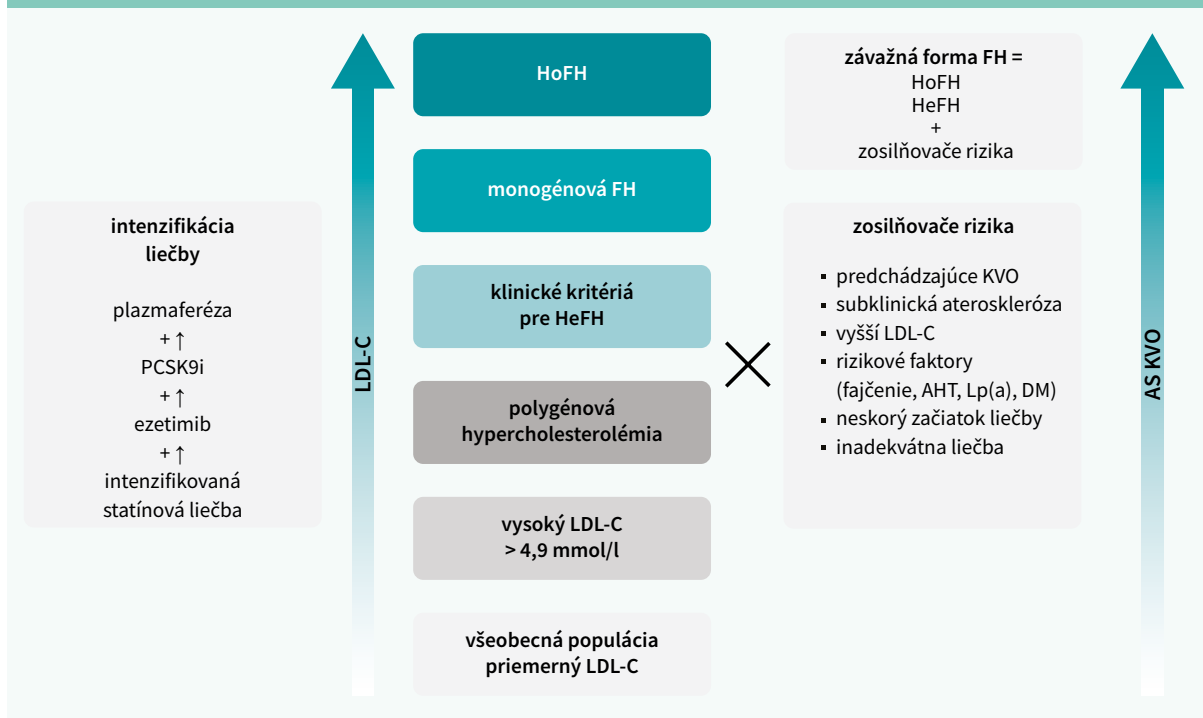 intenzifikácia
liečby
plazmaferéza
+ ↑
PCSK9i
+ ↑
ezetimib
+ ↑
intenzifikovaná
statínová liečba
LDL-C
HoFH
monogénová FH
klinické kritériá
pre HeFH
polygénová
hypercholesterolémia
vysoký LDL-C
> 4,9 mmol/l
všeobecná populácia
priemerný LDL-C
závažná forma FH =
HoFH
HeFH
+
zosilňovače rizika
zosilňovače rizika
▪ predchádzajúce KVO
▪ subklinická ateroskleróza
▪ vyšší LDL-C
▪ rizikové faktory
(fajčenie, AHT, Lp(a), DM)
▪ neskorý začiatok liečby
▪ inadekvátna liečba
AS KVO